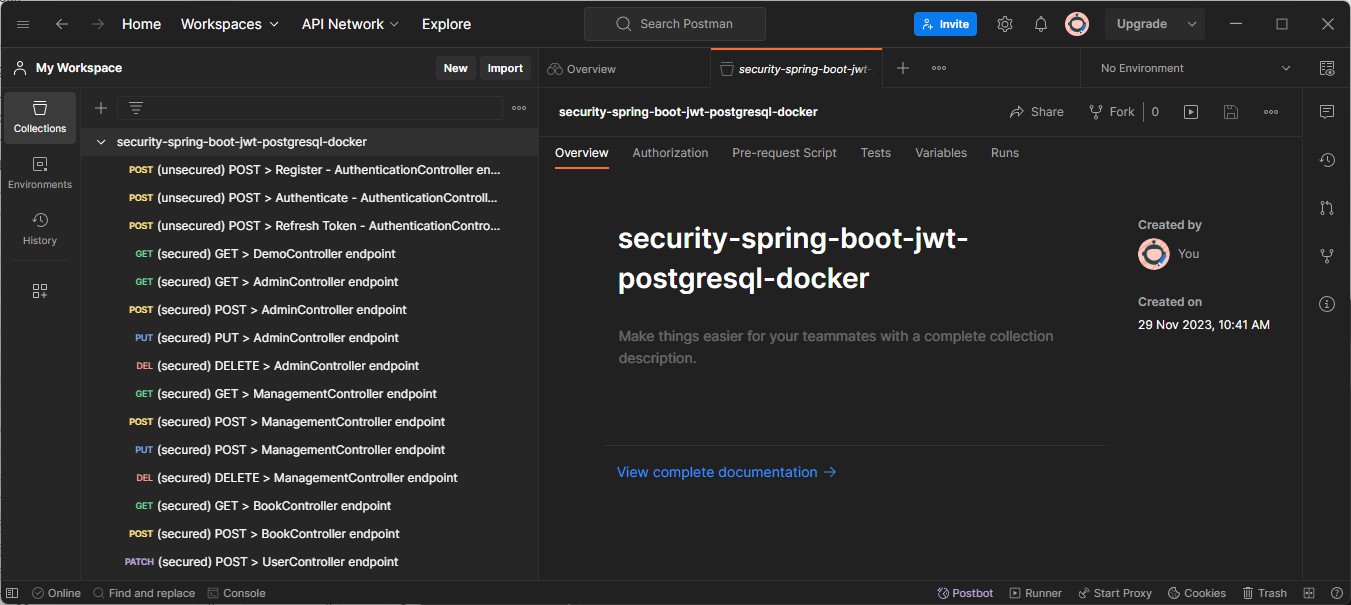 Home Workspaces API Network Explore Search Postman Invite Upgrade
My Workspace New Import Overview security-spring-boot-jwt- No Environment
Collections
Environments
History
security-spring-boot-jwt-postgresql-docker
POST (unsecured) POST > Register - AuthenticationController en...
POST (unsecured) POST > Authenticate - AuthenticationControll...
POST (unsecured) POST > Refresh Token - AuthenticationContro...
GET (secured) GET > DemoController endpoint
GET (secured) GET > AdminController endpoint
POST (secured) POST > AdminController endpoint
PUT (secured) PUT > AdminController endpoint
DEL (secured) DELETE > AdminController endpoint
GET (secured) GET > ManagementController endpoint
POST (secured) POST > ManagementController endpoint
PUT (secured) POST > ManagementController endpoint
DEL (secured) DELETE > ManagementController endpoint
GET (secured) GET > BookController endpoint
POST (secured) POST > BookController endpoint
PATCH (secured) POST > UserController endpoint
security-spring-boot-jwt-postgresql-docker Share Fork 0
Overview Authorization Pre-request Script Tests Variables Runs
security-spring-boot-jwt-
postgresql-docker
Make things easier for your teammates with a complete collection
description.
View complete documentation →
Created by
You
Created on
29 Nov 2023, 10:41 AM
Online Find and replace Console Postbot Runner Start Proxy Cookies Trash